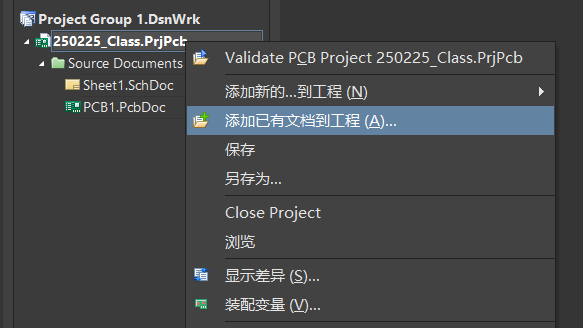 Project Group 1.DsnWrk
250225_Class.PrjPcb
Source Documents
Sheet1.SchDoc
PCB1.PcbDoc
Validate PCB Project 250225_Class.PrjPcb
添加新的...到工程 (N)
添加已有文档到工程 (A)...
保存
另存为...
Close Project
浏览
显示差异 (S)...
装配变量 (V)...